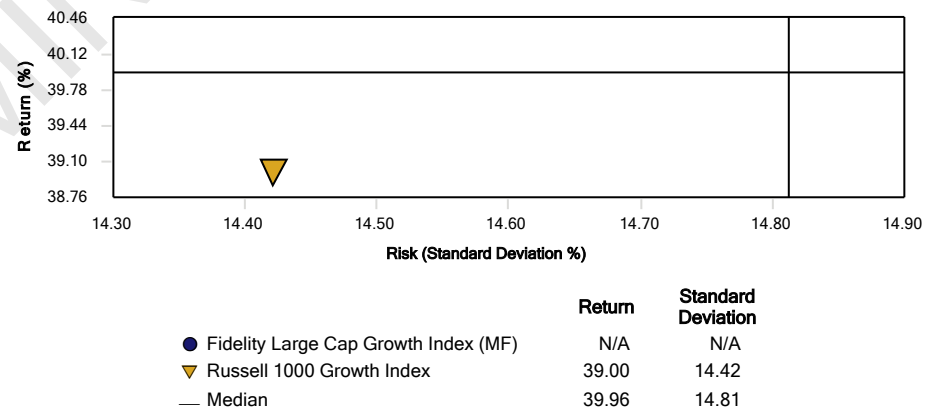 40.46
40.12
39.78
39.44
39.10
38.76
Return (%)
14.30 14.40 14.50 14.60 14.70 14.80 14.90
Risk (Standard Deviation %)
Return Standard Deviation
Fidelity Large Cap Growth Index (MF) N/A N/A
Russell 1000 Growth Index 39.00 14.42
Median 39.96 14.81